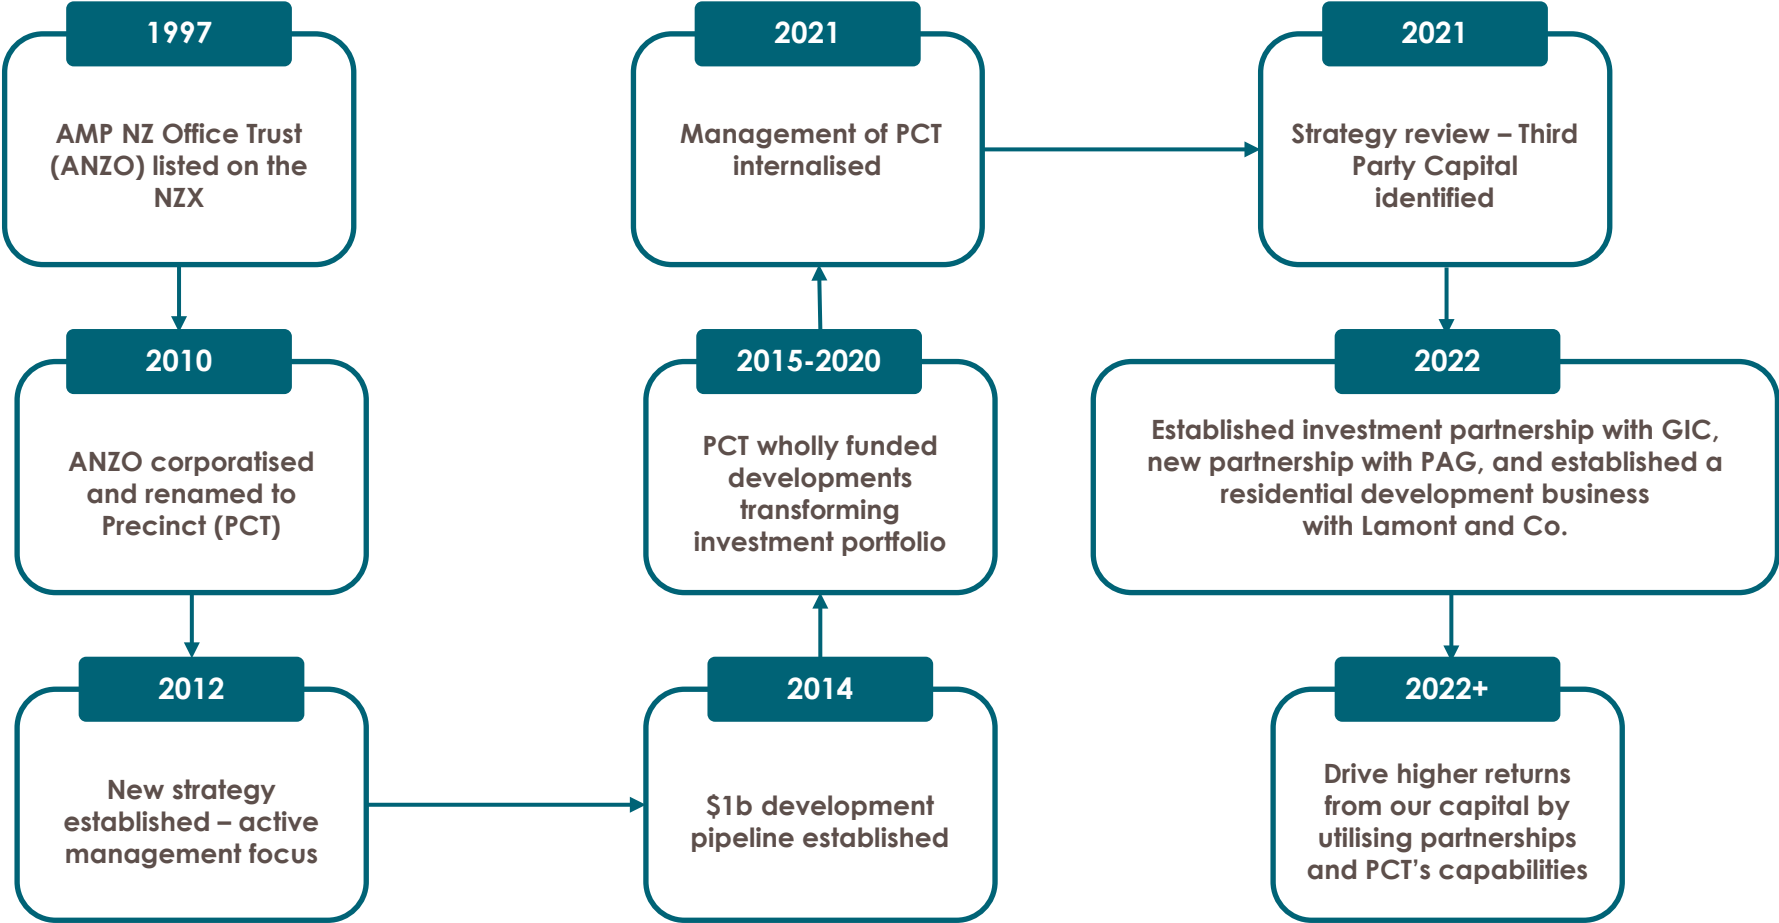 1997
AMP NZ Office Trust
(ANZO) listed on the
NZX
2010
ANZO corporatised
and renamed to
Precinct (PCT)
2012
New strategy
established – active
management focus
2014
$1b development
pipeline established
2015-2020
PCT wholly funded
developments
transforming
investment portfolio
2021
Management of PCT
internalised
2021
Strategy review – Third
Party Capital
identified
2022
Established investment partnership with GIC,
new partnership with PAG, and established a
residential development business
with Lamont and Co.
2022+
Drive higher returns
from our capital by
utilising partnerships
and PCT’s capabilities